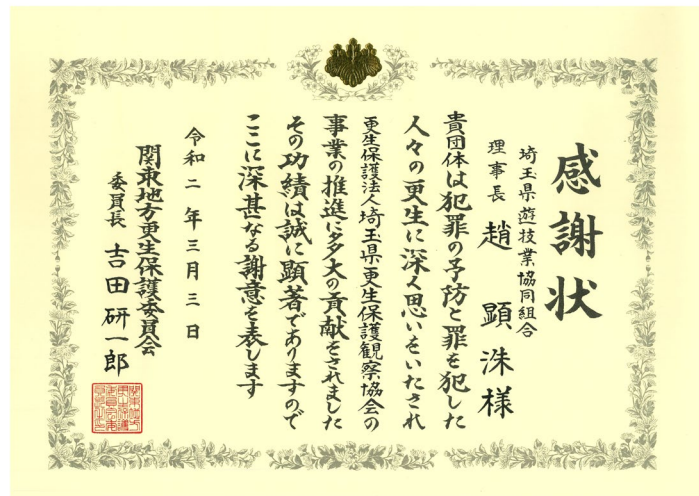 感謝状
埼玉県遊技業協同組合
理事長 趙顕洙様
貴団体は犯罪の予防と罪を犯した
人々の更生に深く思いをいたされ
更生保護法人埼玉県更生保護観察協会の
事業の推進に多大の貢献をされました
その功績は誠に顕著でありますので
ここに深甚なる謝意を表します
令和二年三月三日
関東地方更生保護委員会
委員長 吉田研一郎